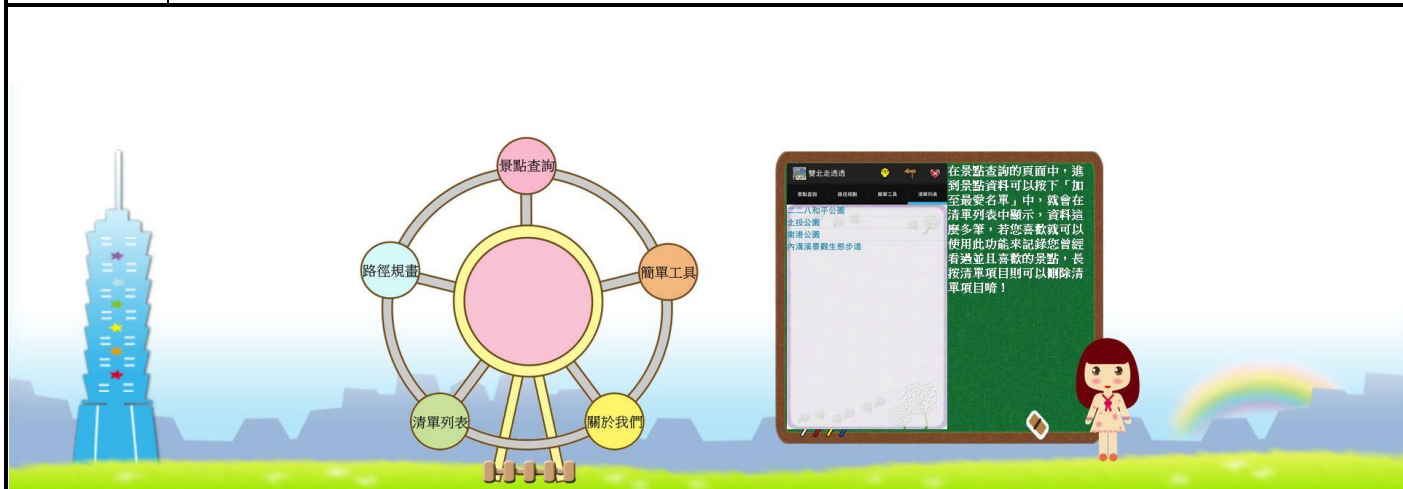 景點查詢
路徑規畫
簡單工具
清單列表
關於我們
雙北走透透
景點查詢 路徑規劃 簡單工具 清單列表
二二八和平公園
北投公園
南港公園
內溝溪景觀生態步道
在景點查詢的頁面中，進
到景點資料可以按下「加
至最愛名單」中，就會在
清單列表中顯示，資料這
麼多筆，若您喜歡就可以
使用此功能來記錄您曾經
看過並且喜歡的景點，長
按清單項目則可以刪除清
單項目唷！